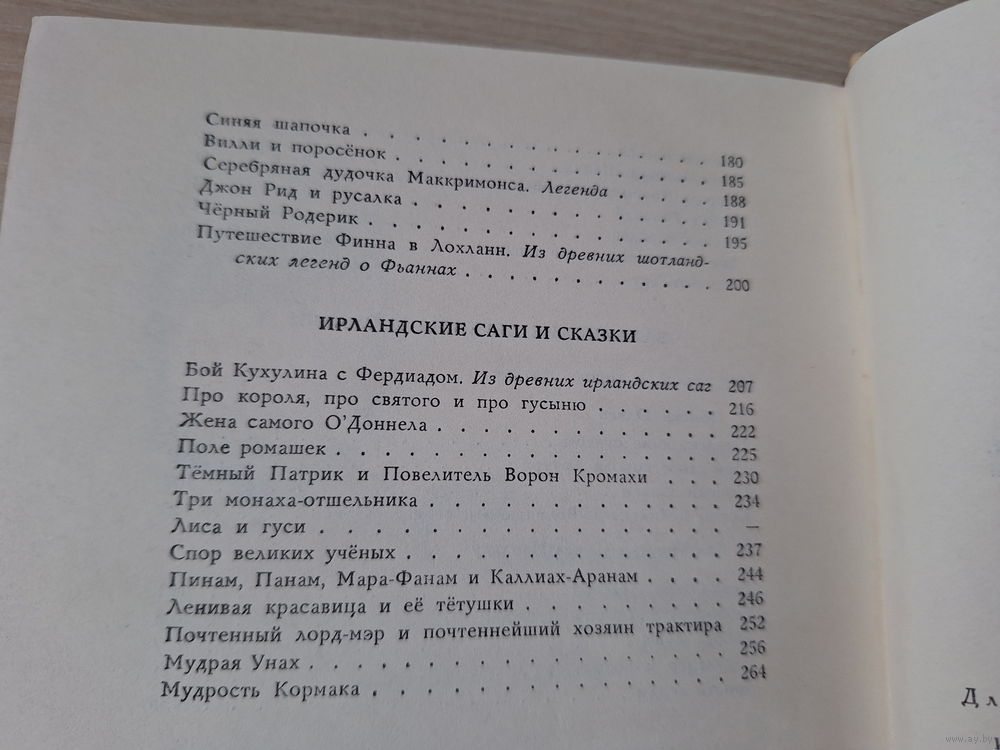 Синяя шапочка . . . . . . . . . . . . . . 180
Вилли и поросёнок . . . . . . . . . . . . 185
Серебряная дудочка Маккримонса. Легенда . . . . . 188
Джон Рид и русалка . . . . . . . . . . . . 191
Чёрный Родерик . . . . . . . . . . . . . 195
Путешествие Финна в Лохланн. Из древних шотланд-
ских легенд о Фьаннах . . . . . . . . . . 200
ИРЛАНДСКИЕ САГИ И СКАЗКИ
Бой Кухулина с Фердиадом. Из древних ирландских саг 207
Про короля, про святого и про гусыню . . . . . . 216
Жена самого О'Доннела . . . . . . . . . . . 222
Поле ромашек . . . . . . . . . . . . . . 225
Тёмный Патрик и Повелитель Ворон Кромахи . . . 230
Три монаха-отшельника . . . . . . . . . . . 234
Лиса и гуси . . . . . . . . . . . . . . . —
Спор великих учёных . . . . . . . . . . . . 237
Пинам, Панам, Мара-Фанам и Каллиах-Аранам . . . . 244
Ленивая красавица и её тётушки . . . . . . . . 246
Почтенный лорд-мэр и почтеннейший хозяин трактира 252
Мудрая Унах . . . . . . . . . . . . . . . 256
Мудрость Кормака . . . . . . . . . . . . . 264
Дл
www.ay.by